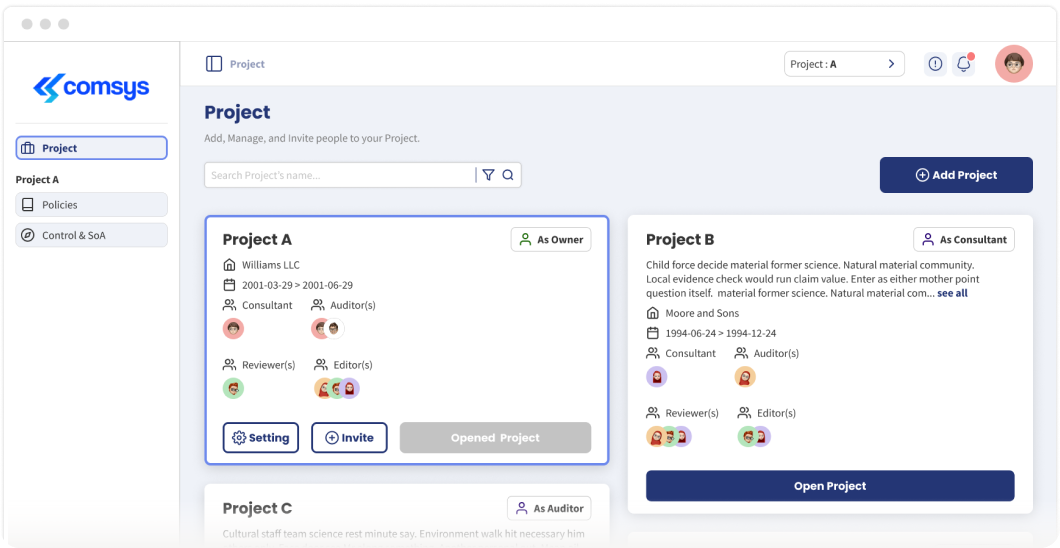 Project
Project : A
comsys
Project
Project A
Policies
Control & SoA
Project
Add, Manage, and Invite people to your Project.
Search Project's name...
Add Project
Project A
As Owner
Williams LLC
2001-03-29 > 2001-06-29
Consultant
Auditor(s)
Reviewer(s)
Editor(s)
Setting
Invite
Opened Project
Project B
As Consultant
Child force decide material former science. Natural material community.
Local evidence check would run claim value. Enter as either mother point
question itself. material former science. Natural material com... see all
Moore and Sons
1994-06-24 > 1994-12-24
Consultant
Auditor(s)
Reviewer(s)
Editor(s)
Open Project
Project C
As Auditor
Cultural staff team science rest minute say. Environment walk hit necessary him